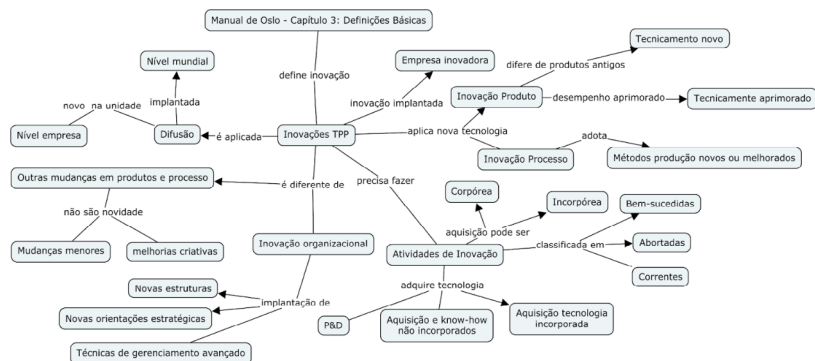 Manual de Oslo - Capítulo 3: Definições Básicas
Nível mundial
define inovação
Empresa inovadora
difere de produtos antigos
Tecnicamente novo
novo na unidade
implantada
inovação implantada
Inovação Produto
desempenho aprimorado
Tecnicamente aprimorado
Nível empresa
Difusão
é aplicada
Inovações TPP
aplica nova tecnologia
adota
Inovação Processo
Métodos produção novos ou melhorados
Outras mudanças em produtos e processo
é diferente de
precisa fazer
Corpórea
Incorpórea
Bem-sucedidas
não são novidade
aquisição pode ser
Mudanças menores
melhorias criativas
Inovação organizacional
Atividades de Inovação
classificada em
Abortadas
Correntes
Novas estruturas
implantação de
adquire tecnologia
Novas orientações estratégicas
P&D
Aquisição e know-how
não incorporados
Aquisição tecnologia
incorporada
Técnicas de gerenciamento avançado